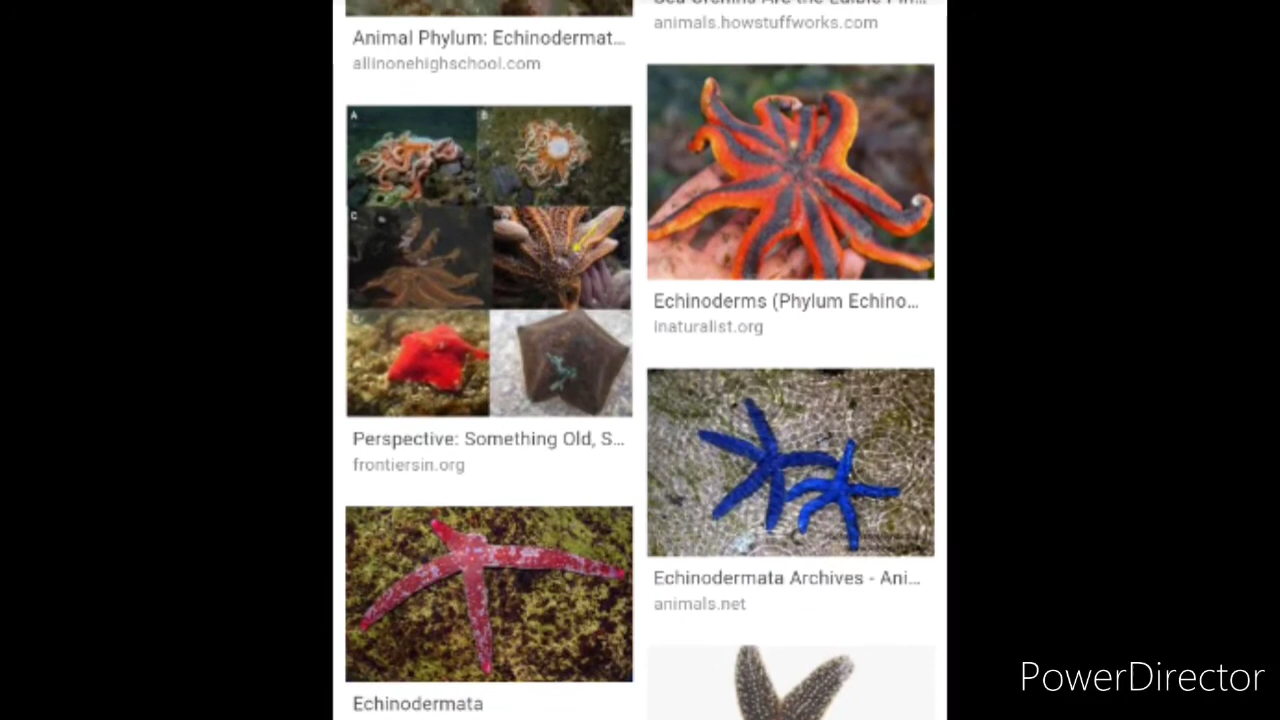 Animal Phylum: Echinodermat...
allinonehighschool.com
A
B
C
Perspective: Something Old, S...
frontiersin.org
Echinodermata
animals.howstuffworks.com
Echinoderms (Phylum Echino...
inaturalist.org
Echinodermata Archives - Ani...
animals.net
PowerDirector